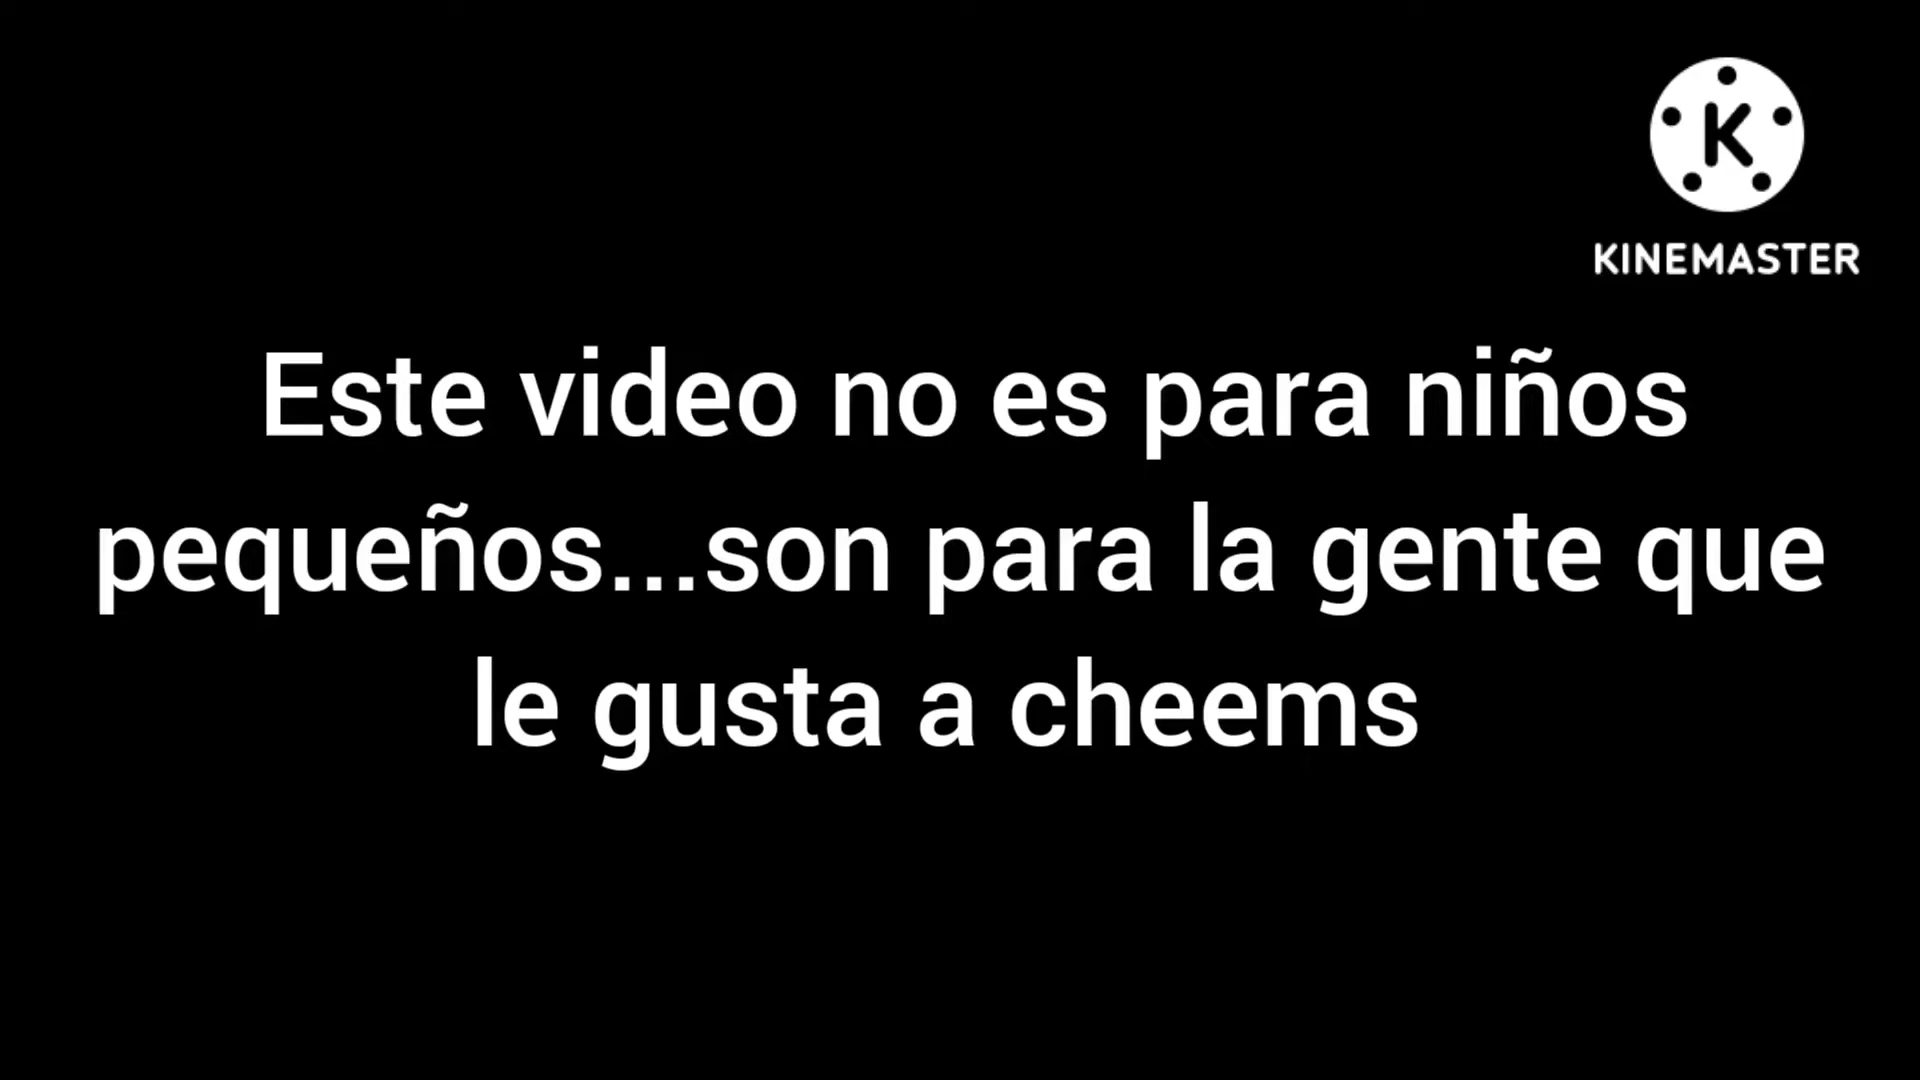 K
KINEMASTER
Este video no es para niños
pequeños...son para la gente que
le gusta a cheems